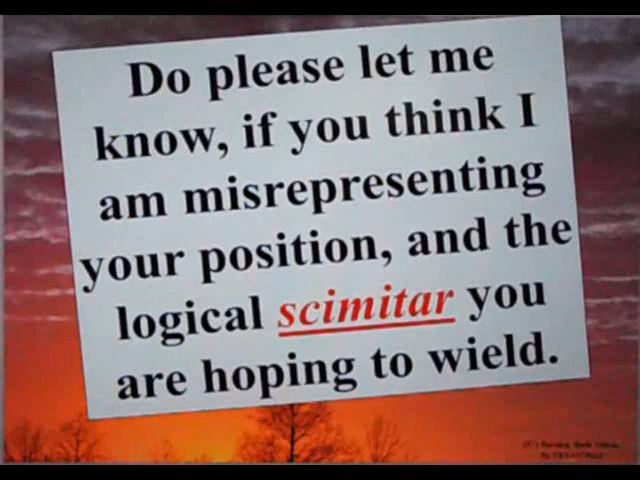 Do please let me
know, if you think I
am misrepresenting
your position, and the
logical scimitar you
are hoping to wield.